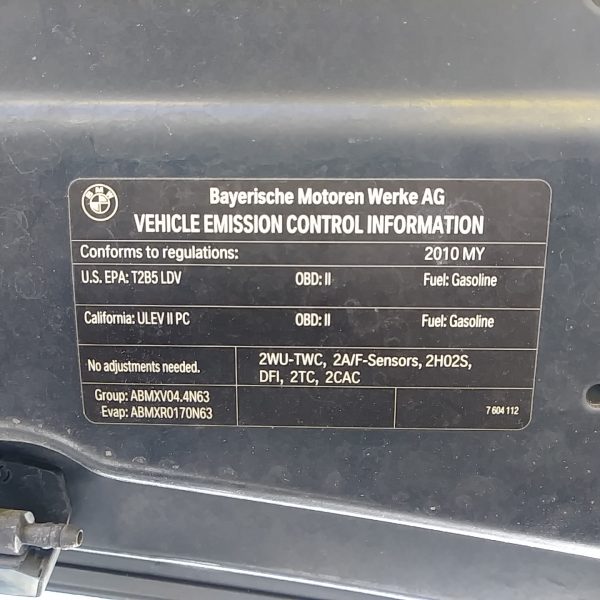 BMW
Bayerische Motoren Werke AG
VEHICLE EMISSION CONTROL INFORMATION
Conforms to regulations: 2010 MY
U.S. EPA: T2B5 LDV OBD: II Fuel: Gasoline
California: ULEV II PC OBD: II Fuel: Gasoline
No adjustments needed. 2WU-TWC, 2A/F-Sensors, 2HO2S,
DFI, 2TC, 2CAC
Group: ABMXV04.4N63
Evap: ABMXR0170N63 7 604 112